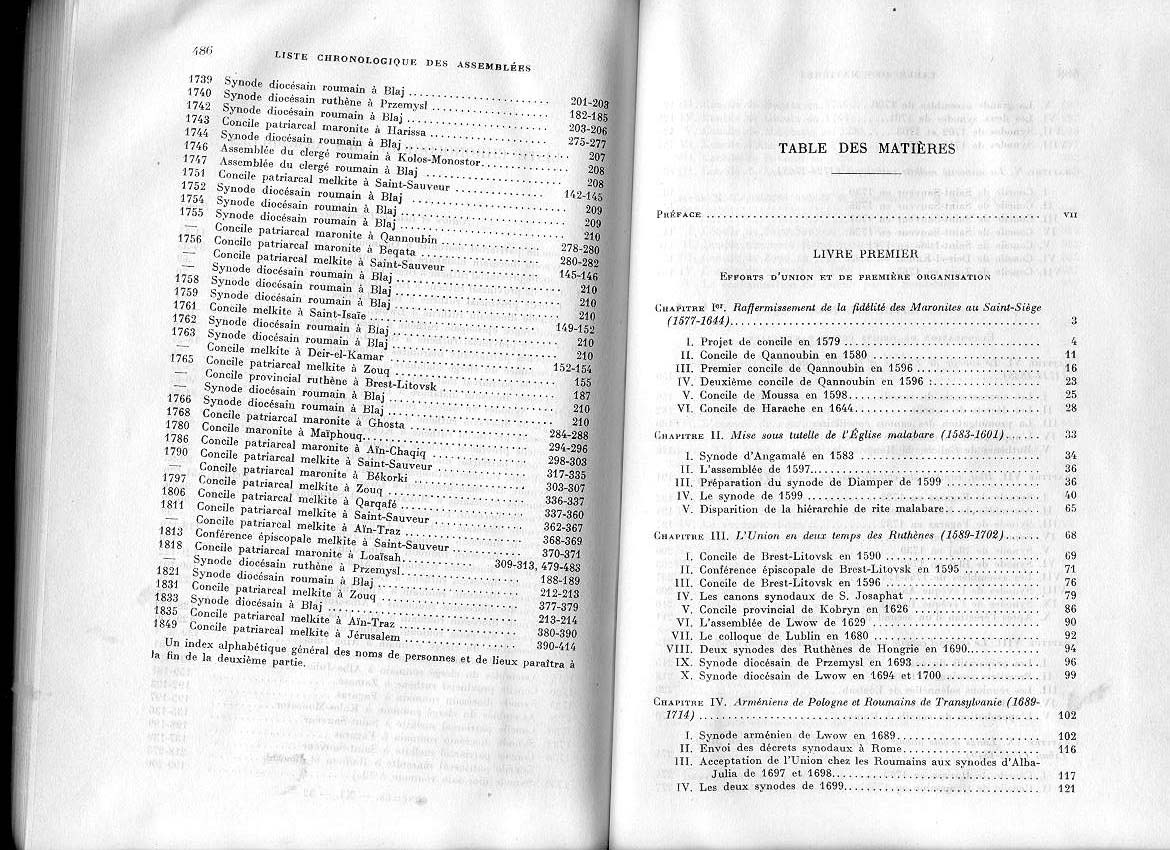 486
LISTE CHRONOLOGIQUE DES ASSEMBLÉES
1739 Synode diocésain roumain à Blaj ........ 201-203
1740 Synode diocésain ruthène à Przemysl ........ 182-185
1742 Synode diocésain roumain à Blaj ........ 203-206
1743 Concile patriarcal maronite à Harissa ........ 275-277
1744 Synode diocésain roumain à Blaj ........ 207
1746 Assemblée du clergé roumain à Kolos-Monostor ........ 208
1747 Assemblée du clergé roumain à Blaj ........ 208
1751 Concile patriarcal melkite à Saint-Sauveur ........ 142-145
1752 Synode diocésain roumain à Blaj ........ 209
1754 Synode diocésain roumain à Blaj ........ 209
1755 Synode diocésain roumain à Blaj ........ 210
— Concile patriarcal maronite à Qannoubin ........ 278-280
1756 Concile patriarcal maronite à Beqata ........ 280-282
— Concile patriarcal melkite à Saint-Sauveur ........ 145-146
— Synode diocésain roumain à Blaj ........ 210
1758 Synode diocésain roumain à Blaj ........ 210
1759 Synode diocésain roumain à Blaj ........ 210
1761 Concile melkite à Saint-Isaïe ........ 149-152
1762 Synode diocésain roumain à Blaj ........ 210
1763 Synode diocésain roumain à Blaj ........ 210
— Concile melkite à Deir-el-Kamar ........ 152-154
1765 Concile patriarcal melkite à Zouq ........ 155
— Concile provincial ruthène à Brest-Litovsk ........ 187
— Synode diocésain roumain à Blaj ........ 210
1766 Synode diocésain roumain à Blaj ........ 210
1768 Concile patriarcal maronite à Ghosta ........ 284-288
1780 Concile maronite à Maïphouq ........ 294-296
1786 Concile patriarcal maronite à Aïn-Chaqiq ........ 298-303
1790 Concile patriarcal melkite à Saint-Sauveur ........ 317-335
— Concile patriarcal maronite à Békorki ........ 303-307
1797 Concile patriarcal melkite à Zouq ........ 336-337
1806 Concile patriarcal melkite à Qarqafé ........ 337-360
1811 Concile patriarcal melkite à Saint-Sauveur ........ 362-367
— Concile patriarcal melkite à Aïn-Traz ........ 368-369
1813 Conférence épiscopale melkite à Saint-Sauveur ........ 370-371
1818 Concile patriarcal maronite à Loaïsah ........ 309-313, 479-483
— Synode diocésain ruthène à Przemysl ........ 188-189
1821 Synode diocésain roumain à Blaj ........ 212-213
1831 Concile patriarcal melkite à Zouq ........ 377-379
1833 Synode diocésain à Blaj ........ 213-214
1835 Concile patriarcal melkite à Aïn-Traz ........ 380-390
1849 Concile patriarcal melkite à Jérusalem ........ 390-414
Un index alphabétique général des noms de personnes et de lieux paraîtra à
la fin de la deuxième partie.
TABLE DES MATIÈRES
PRÉFACE ........ VII
LIVRE PREMIER
EFFORTS D'UNION ET DE PREMIÈRE ORGANISATION
CHAPITRE Ier. Raffermissement de la fidélité des Maronites au Saint-Siège
(1577-1644) ........ 3
I. Projet de concile en 1579 ........ 4
II. Concile de Qannoubin en 1580 ........ 11
III. Premier concile de Qannoubin en 1596 ........ 16
IV. Deuxième concile de Qannoubin en 1596 : ........ 23
V. Concile de Moussa en 1598 ........ 25
VI. Concile de Harache en 1644 ........ 28
CHAPITRE II. Mise sous tutelle de l'Église malabare (1583-1601) ...... 33
I. Synode d'Angamalé en 1583 ........ 34
II. L'assemblée de 1597 ........ 36
III. Préparation du synode de Diamper de 1599 ........ 36
IV. Le synode de 1599 ........ 40
V. Disparition de la hiérarchie de rite malabare ........ 65
CHAPITRE III. L'Union en deux temps des Ruthènes (1589-1702) ...... 68
I. Concile de Brest-Litovsk en 1590 ........ 69
II. Conférence épiscopale de Brest-Litovsk en 1595 ........ 71
III. Concile de Brest-Litovsk en 1596 ........ 76
IV. Les canons synodaux de S. Josaphat ........ 79
V. Concile provincial de Kobryn en 1626 ........ 86
VI. L'assemblée de Lwow de 1629 ........ 90
VII. Le colloque de Lublin en 1680 ........ 92
VIII. Deux synodes des Ruthènes de Hongrie en 1690 ........ 94
IX. Synode diocésain de Przemysl en 1693 ........ 96
X. Synode diocésain de Lwow en 1694 et 1700 ........ 99
CHAPITRE IV. Arméniens de Pologne et Roumains de Transylvanie (1689-
1714) ........ 102
I. Synode arménien de Lwow en 1689 ........ 102
II. Envoi des décrets synodaux à Rome ........ 116
III. Acceptation de l'Union chez les Roumains aux synodes d'Alba-
Julia de 1697 et 1698 ........ 117
IV. Les deux synodes de 1699 ........ 121